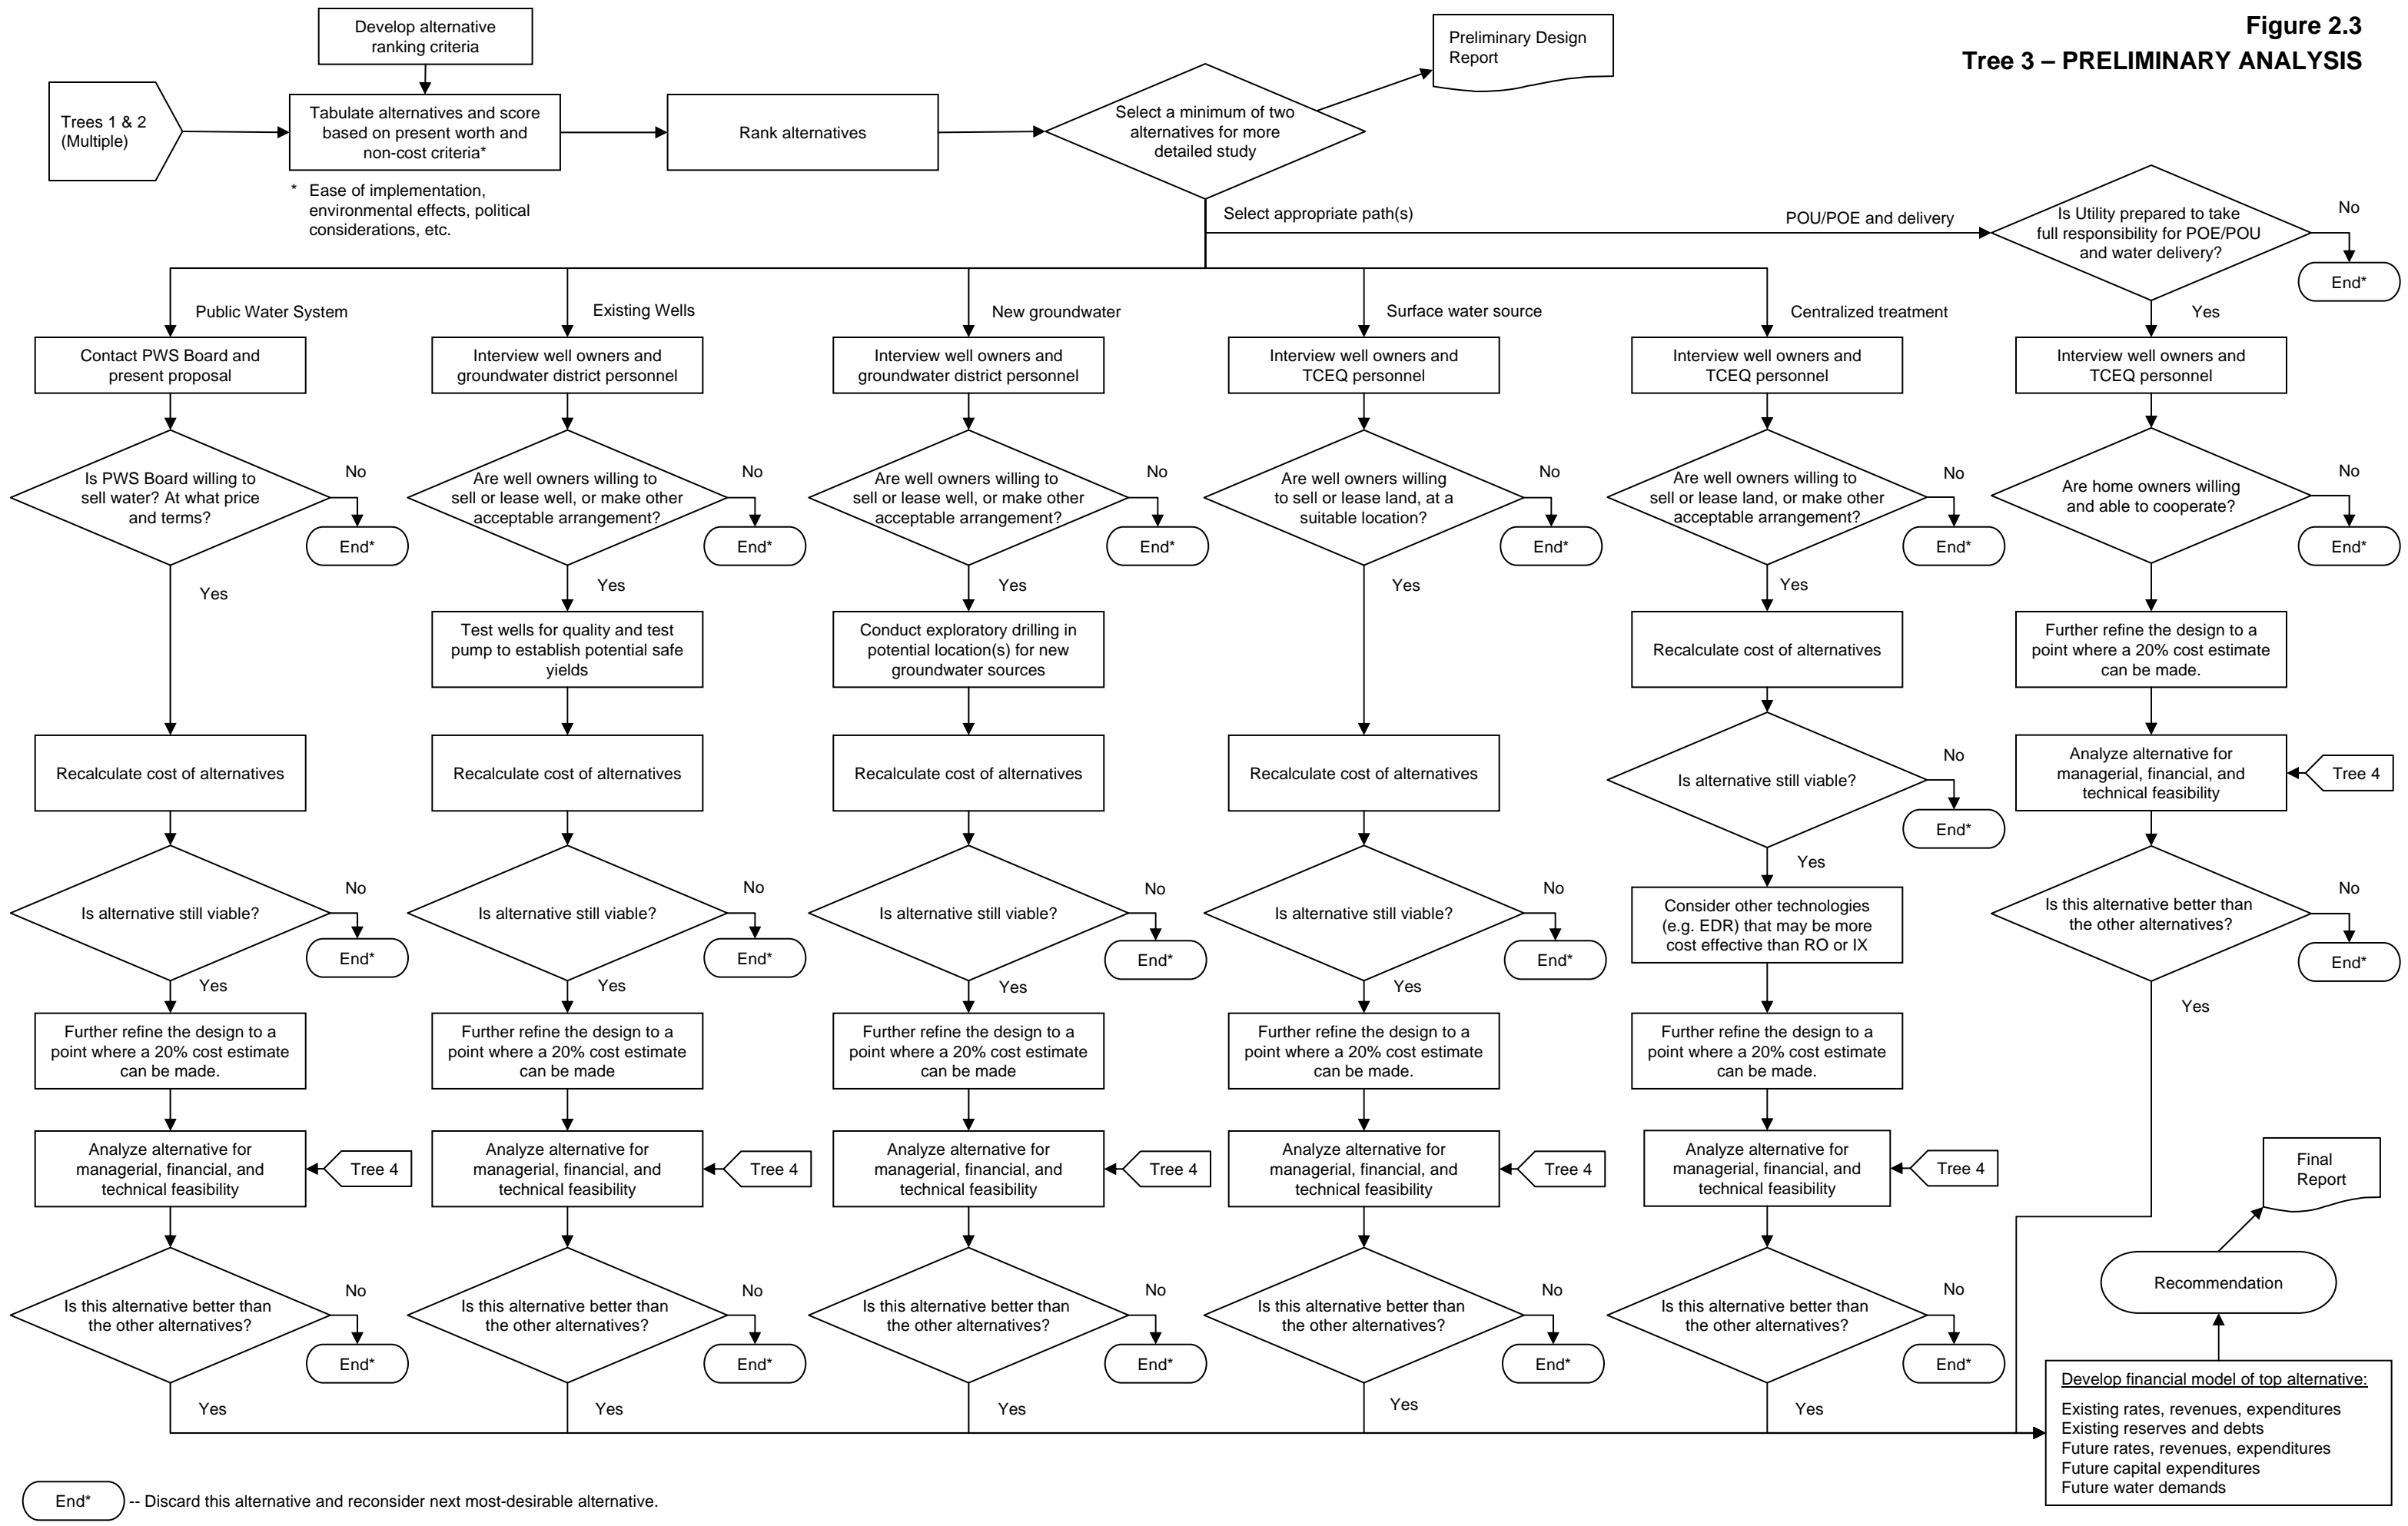 Figure 2.3
Tree 3 – PRELIMINARY ANALYSIS
Develop alternative
ranking criteria
Trees 1 & 2
(Multiple)
Tabulate alternatives and score
based on present worth and
non-cost criteria*
* Ease of implementation,
environmental effects, political
considerations, etc.
Rank alternatives
Select a minimum of two
alternatives for more
detailed study
Preliminary Design
Report
Select appropriate path(s)
POU/POE and delivery
Is Utility prepared to take
full responsibility for POE/POU
and water delivery?
No
End*
Yes
Public Water System
Contact PWS Board and
present proposal
Is PWS Board willing to
sell water? At what price
and terms?
No
End*
Yes
Recalculate cost of alternatives
Is alternative still viable?
No
End*
Yes
Further refine the design to a
point where a 20% cost estimate
can be made.
Analyze alternative for
managerial, financial, and
technical feasibility
Tree 4
Is this alternative better than
the other alternatives?
No
End*
Yes
Existing Wells
Interview well owners and
groundwater district personnel
Are well owners willing to
sell or lease well, or make other
acceptable arrangement?
No
End*
Yes
Test wells for quality and test
pump to establish potential safe
yields
Recalculate cost of alternatives
Is alternative still viable?
No
End*
Yes
Further refine the design to a
point where a 20% cost estimate
can be made
Analyze alternative for
managerial, financial, and
technical feasibility
Tree 4
Is this alternative better than
the other alternatives?
No
End*
Yes
New groundwater
Interview well owners and
groundwater district personnel
Are well owners willing to
sell or lease well, or make other
acceptable arrangement?
No
End*
Yes
Conduct exploratory drilling in
potential location(s) for new
groundwater sources
Recalculate cost of alternatives
Is alternative still viable?
No
End*
Yes
Further refine the design to a
point where a 20% cost estimate
can be made
Analyze alternative for
managerial, financial, and
technical feasibility
Tree 4
Is this alternative better than
the other alternatives?
No
End*
Yes
Surface water source
Interview well owners and
TCEQ personnel
Are well owners willing
to sell or lease land, at a
suitable location?
No
End*
Yes
Recalculate cost of alternatives
Is alternative still viable?
No
End*
Yes
Further refine the design to a
point where a 20% cost estimate
can be made.
Analyze alternative for
managerial, financial, and
technical feasibility
Tree 4
Is this alternative better than
the other alternatives?
No
End*
Yes
Centralized treatment
Interview well owners and
TCEQ personnel
Are well owners willing to
sell or lease land, or make other
acceptable arrangement?
No
End*
Yes
Recalculate cost of alternatives
Is alternative still viable?
No
End*
Yes
Consider other technologies
(e.g. EDR) that may be more
cost effective than RO or IX
Further refine the design to a
point where a 20% cost estimate
can be made.
Analyze alternative for
managerial, financial, and
technical feasibility
Tree 4
Is this alternative better than
the other alternatives?
No
End*
Yes
Interview well owners and
TCEQ personnel
Are home owners willing
and able to cooperate?
No
End*
Further refine the design to a
point where a 20% cost estimate
can be made.
Analyze alternative for
managerial, financial, and
technical feasibility
Tree 4
Is this alternative better than
the other alternatives?
No
End*
Yes
Final
Report
Recommendation
Develop financial model of top alternative:
Existing rates, revenues, expenditures
Existing reserves and debts
Future rates, revenues, expenditures
Future capital expenditures
Future water demands
End* -- Discard this alternative and reconsider next most-desirable alternative.